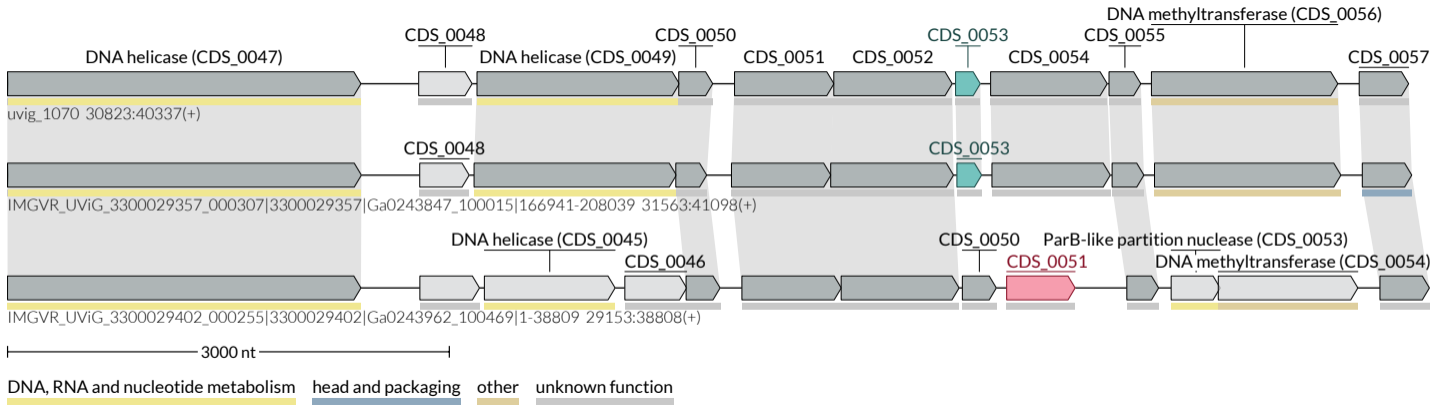 DNA methyltransferase (CDS_0056)
CDS_0048 CDS_0050 CDS_0053 CDS_0055
DNA helicase (CDS_0047) DNA helicase (CDS_0049) CDS_0051 CDS_0052 CDS_0054 CDS_0057
uvig_1070 30823:40337(+)
CDS_0048 CDS_0053
IMGVR_UViG_3300029357_000307|3300029357|Ga0243847_100015|166941-208039 31563:41098(+)
DNA helicase (CDS_0045) CDS_0050 ParB-like partition nuclease (CDS_0053)
CDS_0046 CDS_0051 DNA methyltransferase (CDS_0054)
IMGVR_UViG_3300029402_000255|3300029402|Ga0243962_100469|1-38809 29153:38808(+)
3000 nt
DNA, RNA and nucleotide metabolism head and packaging other unknown function